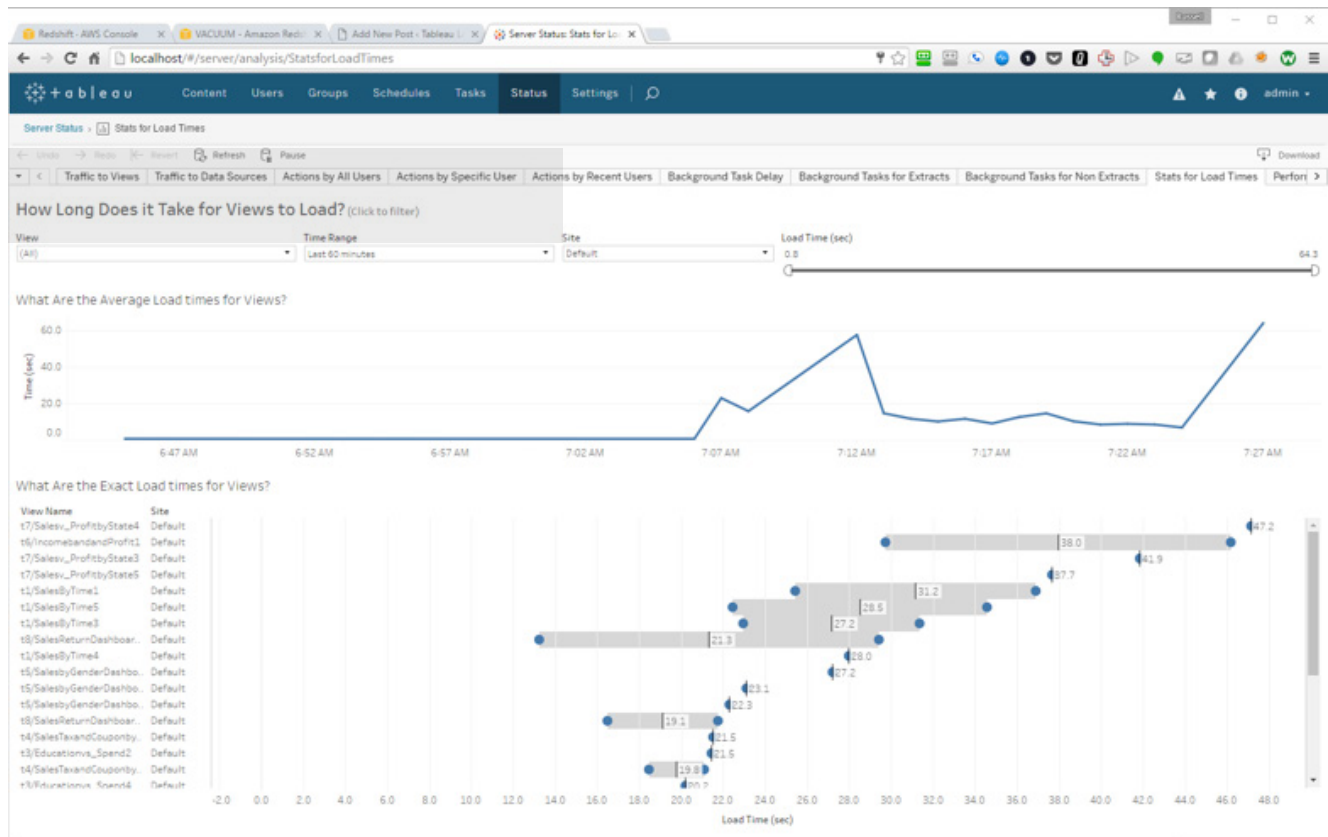 Redshift - AWS Console
VACUUM - Amazon Reds
Add New Post ‹ Tableau
Server Status: Stats for Lo
localhost/#/server/analysis/StatsforLoadTimes
+ableau
Content Users Groups Schedules Tasks Status Settings
admin
Server Status › Stats for Load Times
Undo Redo Revert Refresh Pause
Download
Traffic to Views
Traffic to Data Sources
Actions by All Users
Actions by Specific User
Actions by Recent Users
Background Task Delay
Background Tasks for Extracts
Background Tasks for Non Extracts
Stats for Load Times
Perforr
How Long Does it Take for Views to Load? (Click to filter)
View Time Range Site Load Time (sec)
(All) Last 60 minutes Default 0.8 64.3
What Are the Average Load times for Views?
Time (sec)
60.0
40.0
20.0
0.0
6:47 AM 6:52 AM 6:57 AM 7:02 AM 7:07 AM 7:12 AM 7:17 AM 7:22 AM 7:27 AM
What Are the Exact Load times for Views?
View Name Site
t7/Salesv_ProfitbyState4 Default 47.2
t6/IncomebandandProfit1 Default 38.0
t7/Salesv_ProfitbyState3 Default 41.9
t7/Salesv_ProfitbyState5 Default 37.7
t1/SalesByTime1 Default 31.2
t1/SalesByTime5 Default 28.5
t1/SalesByTime3 Default 27.2
t8/SalesReturnDashboar.. Default 21.3
t1/SalesByTime4 Default 28.0
t5/SalesbyGenderDashbo.. Default 27.2
t5/SalesbyGenderDashbo.. Default 23.1
t5/SalesbyGenderDashbo.. Default 22.3
t8/SalesReturnDashboar.. Default 19.1
t4/SalesTaxandCouponby.. Default 21.5
t3/Educationvs_Spend2 Default 21.5
t4/SalesTaxandCouponby.. Default 19.8
t3/Educationvs_Spend4 Default 20.2
-2.0 0.0 2.0 4.0 6.0 8.0 10.0 12.0 14.0 16.0 18.0 20.0 22.0 24.0 26.0 28.0 30.0 32.0 34.0 36.0 38.0 40.0 42.0 44.0 46.0 48.0
Load Time (sec)